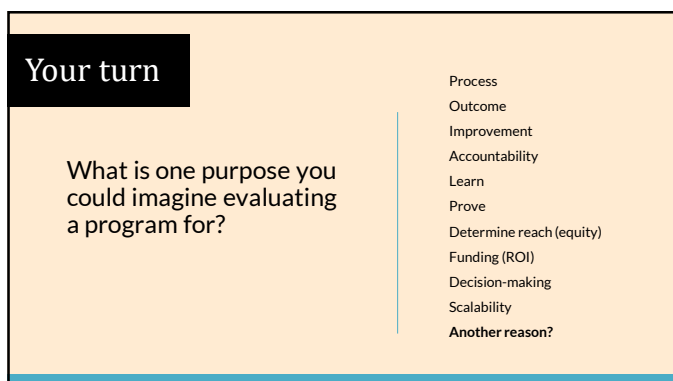 Your turn
What is one purpose you
could imagine evaluating
a program for?
Process
Outcome
Improvement
Accountability
Learn
Prove
Determine reach (equity)
Funding (ROI)
Decision-making
Scalability
Another reason?